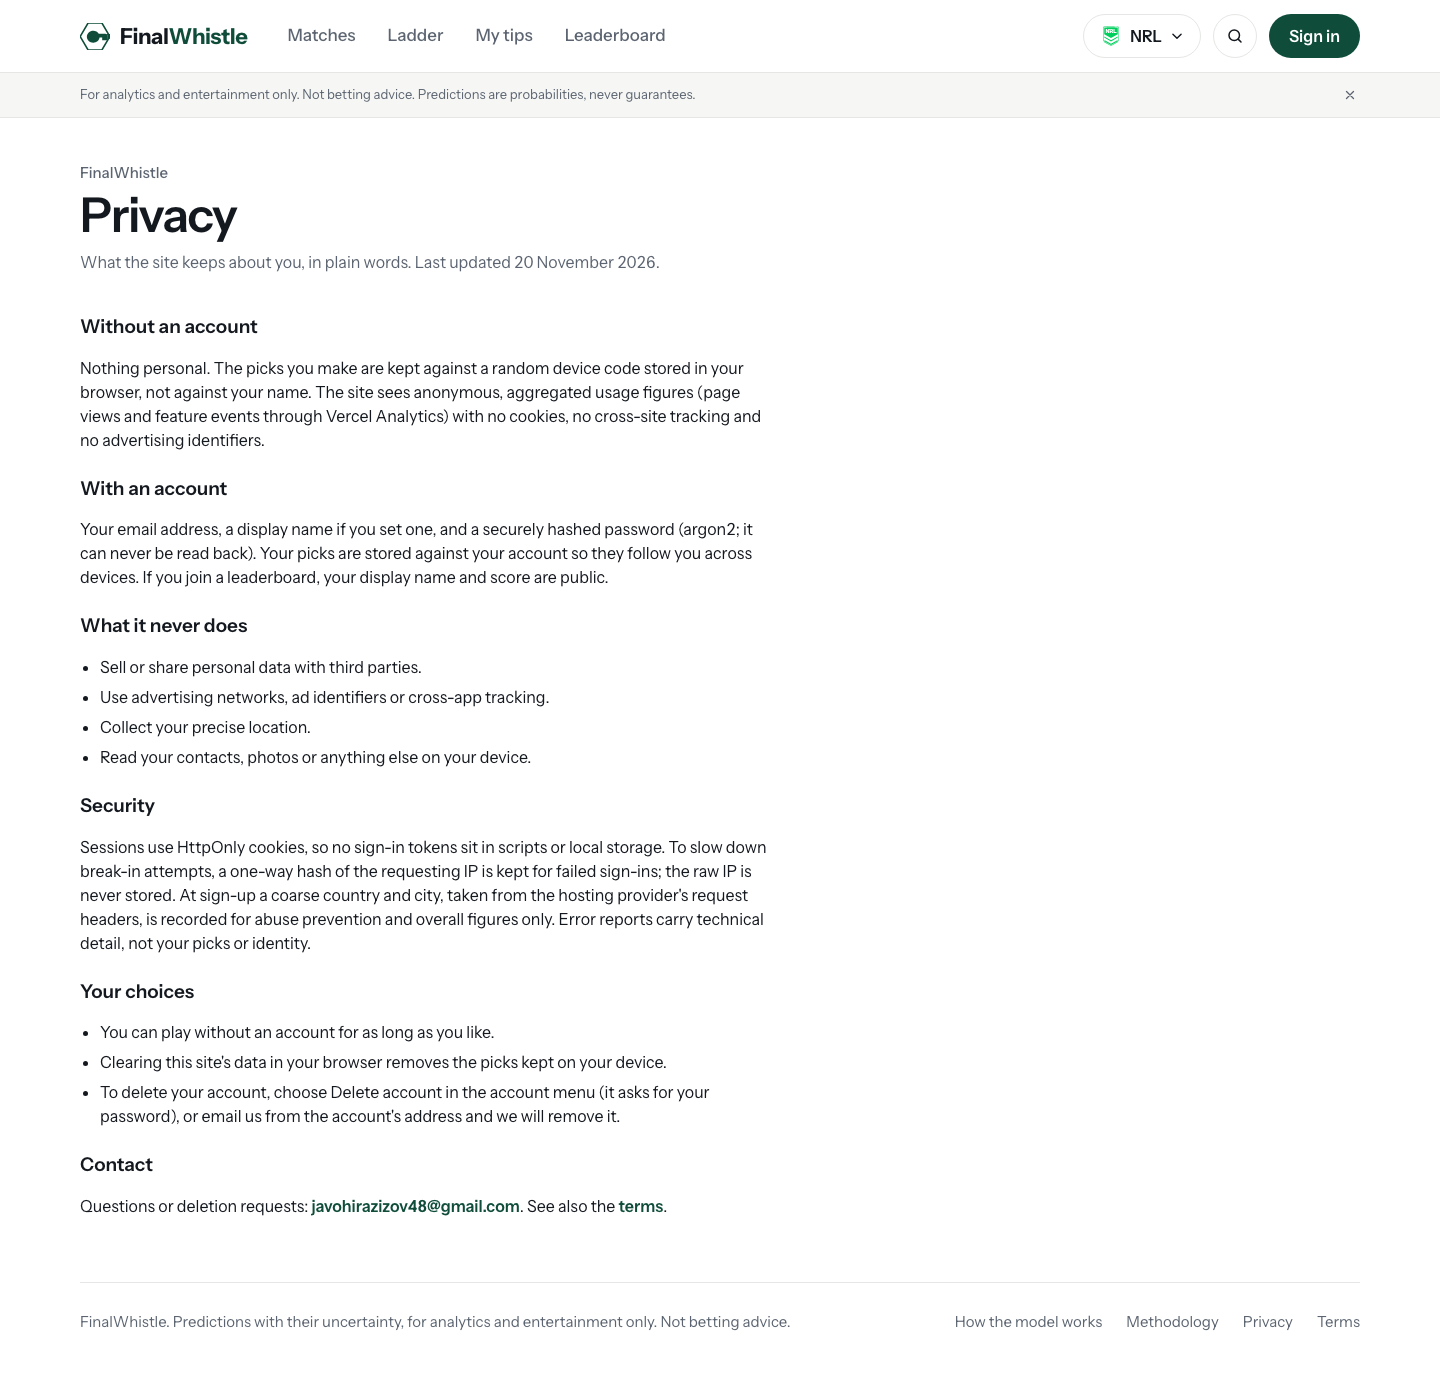 FinalWhistle
Matches
Ladder
My tips
Leaderboard
NRL
Sign in
For analytics and entertainment only. Not betting advice. Predictions are probabilities, never guarantees.
FinalWhistle
Privacy
What the site keeps about you, in plain words. Last updated 20 November 2026.
Without an account
Nothing personal. The picks you make are kept against a random device code stored in your
browser, not against your name. The site sees anonymous, aggregated usage figures (page
views and feature events through Vercel Analytics) with no cookies, no cross-site tracking and
no advertising identifiers.
With an account
Your email address, a display name if you set one, and a securely hashed password (argon2; it
can never be read back). Your picks are stored against your account so they follow you across
devices. If you join a leaderboard, your display name and score are public.
What it never does
• Sell or share personal data with third parties.
• Use advertising networks, ad identifiers or cross-app tracking.
• Collect your precise location.
• Read your contacts, photos or anything else on your device.
Security
Sessions use HttpOnly cookies, so no sign-in tokens sit in scripts or local storage. To slow down
break-in attempts, a one-way hash of the requesting IP is kept for failed sign-ins; the raw IP is
never stored. At sign-up a coarse country and city, taken from the hosting provider's request
headers, is recorded for abuse prevention and overall figures only. Error reports carry technical
detail, not your picks or identity.
Your choices
• You can play without an account for as long as you like.
• Clearing this site's data in your browser removes the picks kept on your device.
• To delete your account, choose Delete account in the account menu (it asks for your
password), or email us from the account's address and we will remove it.
Contact
Questions or deletion requests: javohirazizov48@gmail.com. See also the terms.
FinalWhistle. Predictions with their uncertainty, for analytics and entertainment only. Not betting advice.
How the model works
Methodology
Privacy
Terms